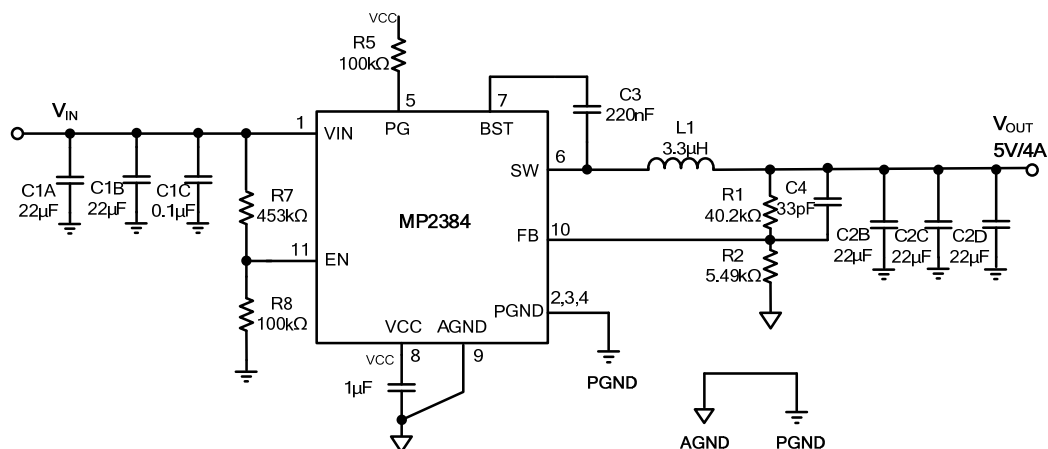 VCC
R5
100kΩ
5
7
C3
220nF
VIN
1
VIN
PG
BST
L1
3.3µH
VOUT
5V/4A
6
SW
C1A
22µF
C1B
22µF
C1C
0.1µF
R7
453kΩ
MP2384
R1
40.2kΩ
C4
33pF
FB
10
C2B
22µF
C2C
22µF
C2D
22µF
11
EN
R2
5.49kΩ
R8
100kΩ
PGND
2,3,4
VCC
AGND
VCC
8
9
PGND
1µF
AGND
PGND